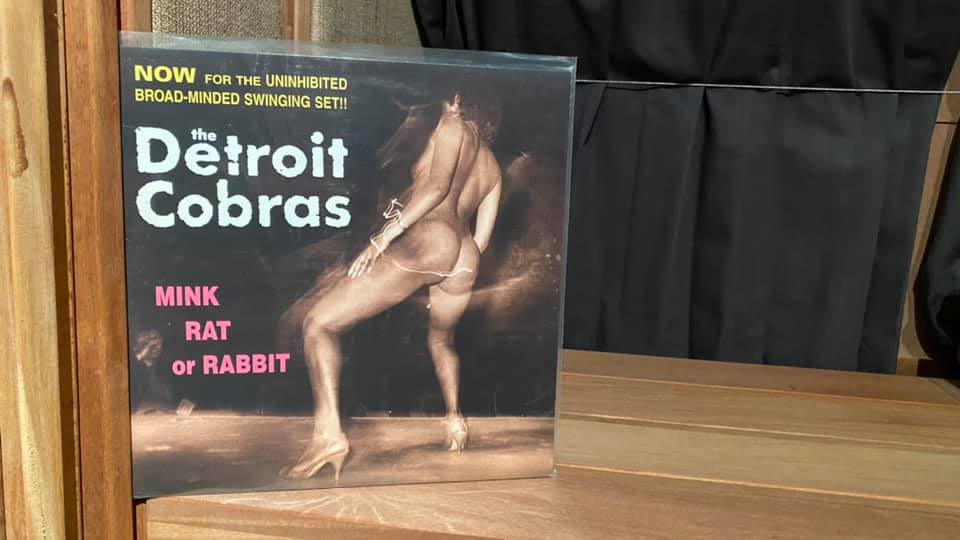 NOW FOR THE UNINHIBITED
BROAD-MINDED SWINGING SET!!
the
Detroit
Cobras
MINK
RAT
or RABBIT